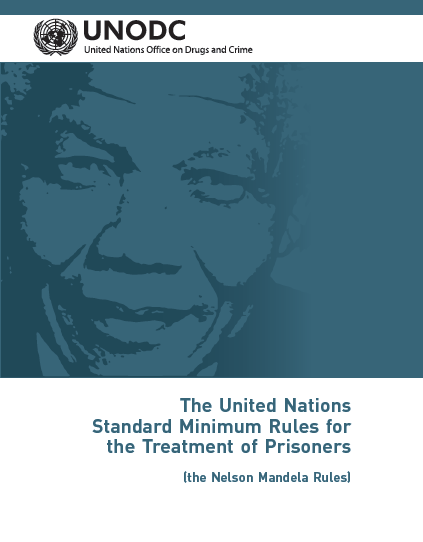 UNODC
United Nations Office on Drugs and Crime
The United Nations
Standard Minimum Rules for
the Treatment of Prisoners
(the Nelson Mandela Rules)